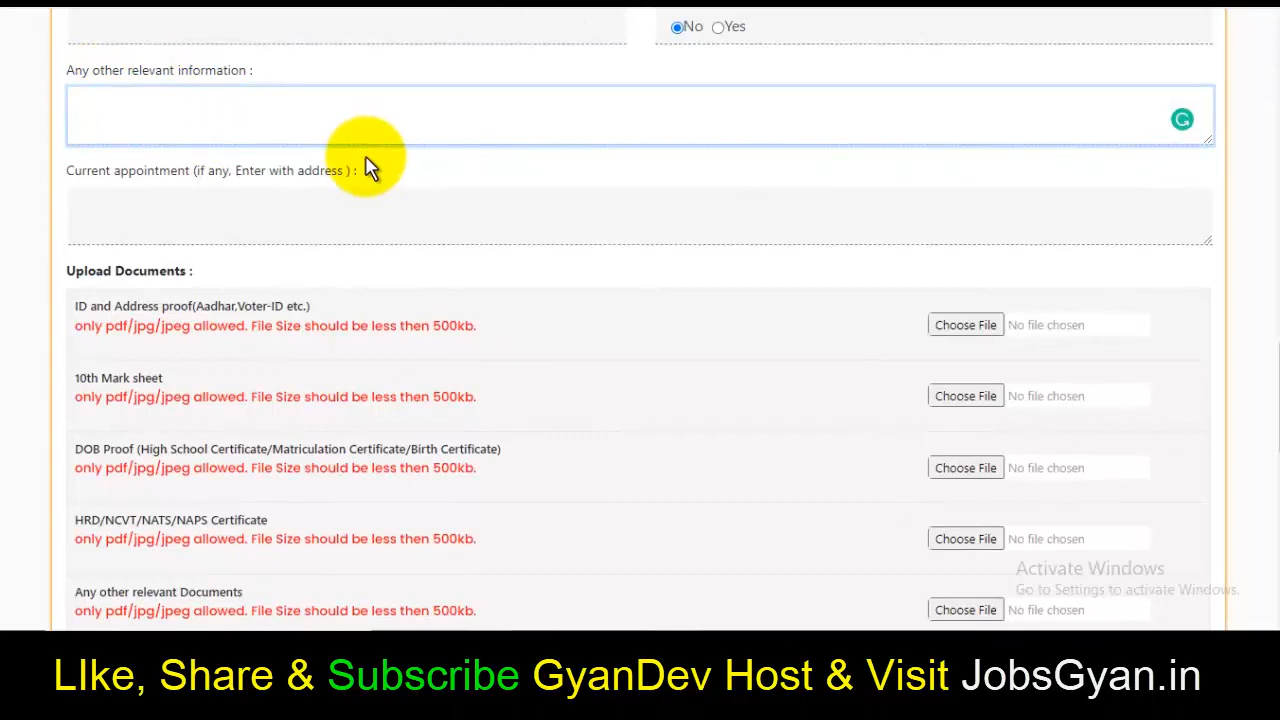 No Yes
Any other relevant information :
Current appointment (if any, Enter with address ) :
Upload Documents :
ID and Address proof(Aadhar,Voter-ID etc.)
only pdf/jpg/jpeg allowed. File Size should be less then 500kb.
Choose File No file chosen
10th Mark sheet
only pdf/jpg/jpeg allowed. File Size should be less then 500kb.
Choose File No file chosen
DOB Proof (High School Certificate/Matriculation Certificate/Birth Certificate)
only pdf/jpg/jpeg allowed. File Size should be less then 500kb.
Choose File No file chosen
HRD/NCVT/NATS/NAPS Certificate
only pdf/jpg/jpeg allowed. File Size should be less then 500kb.
Choose File No file chosen
Activate Windows
Go to Settings to activate Windows.
Any other relevant Documents
only pdf/jpg/jpeg allowed. File Size should be less then 500kb.
Choose File No file chosen
LIke, Share & Subscribe GyanDev Host & Visit JobsGyan.in